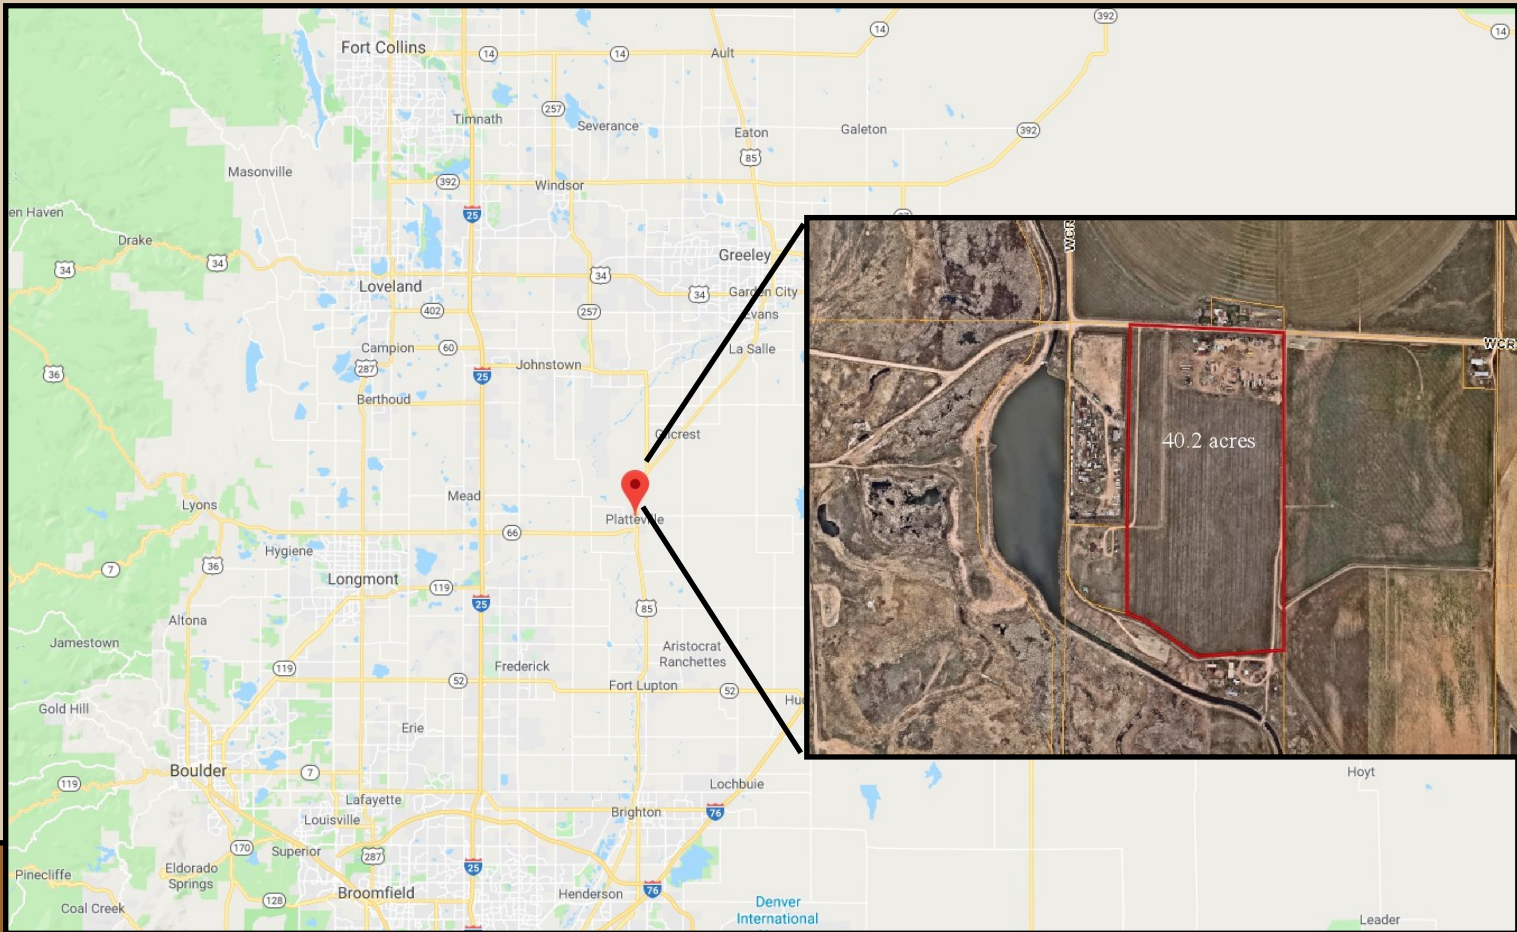 392
14
Fort Collins
14
14
Ault
14
257
Timnath
Severance
Eaton
Galeton
392
85
Masonville
392
Windsor
en Haven
25
Drake
34
34
Greeley
34
Loveland
34
Garden City
402
257
Evans
Campion
60
La Salle
287
25
Johnstown
36
Berthoud
Gilcrest
Mead
Lyons
Platteville
66
Hygiene
36
7
Longmont
119
25
85
Altona
Jamestown
Aristocrat
Ranchettes
119
52
Frederick
Fort Lupton
52
Gold Hill
Hu
Erie
Boulder
7
119
Lochbuie
Lafayette
Louisville
Brighton
76
170
Superior
287
25
Eldorado
Springs
Pinecliffe
128
Broomfield
Henderson
76
Coal Creek
Denver
International
Hoyt
Leader
WCR
WCR
40.2 acres